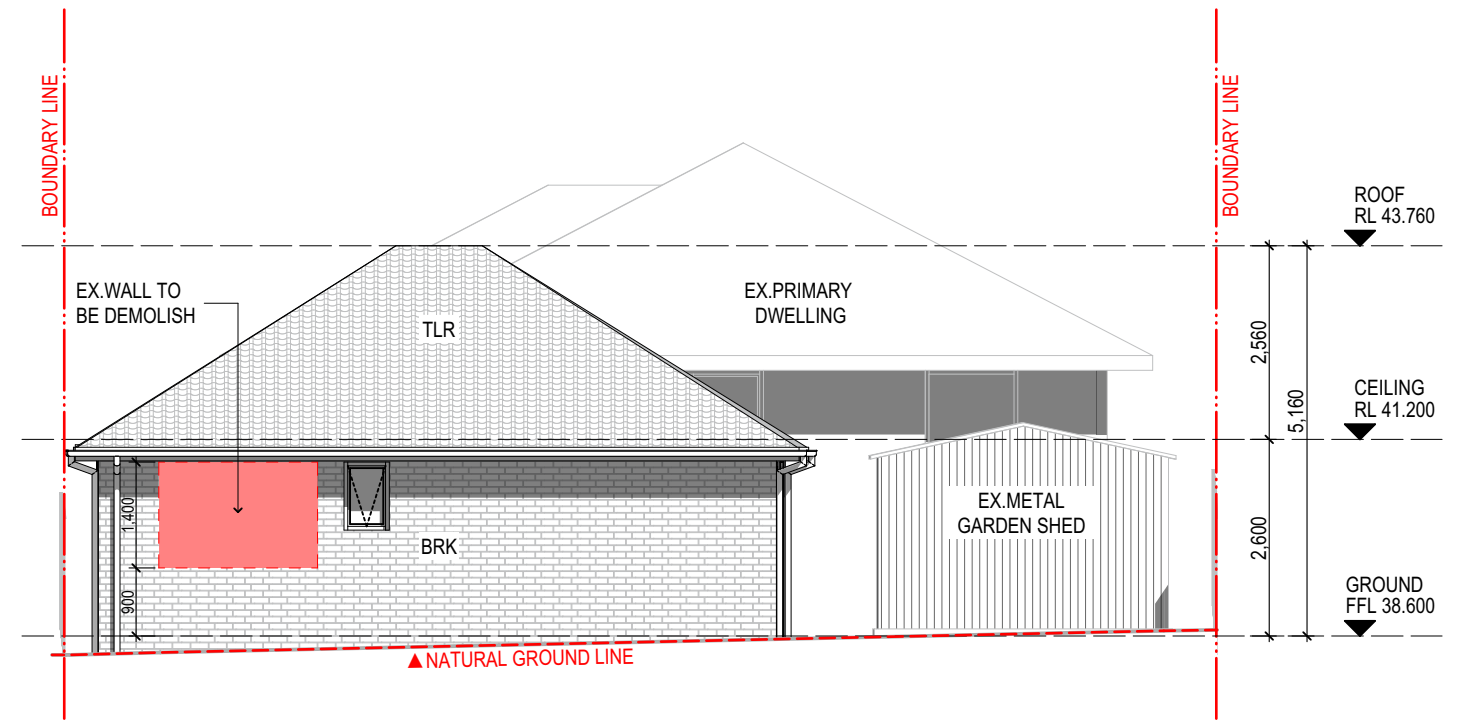 BOUNDARY LINE
BOUNDARY LINE
ROOF
RL 43.760
EX.WALL TO
BE DEMOLISH
EX.PRIMARY
DWELLING
TLR
2,560
5,160
CEILING
RL 41.200
1,400
EX.METAL
GARDEN SHED
BRK
2,600
900
GROUND
FFL 38.600
NATURAL GROUND LINE